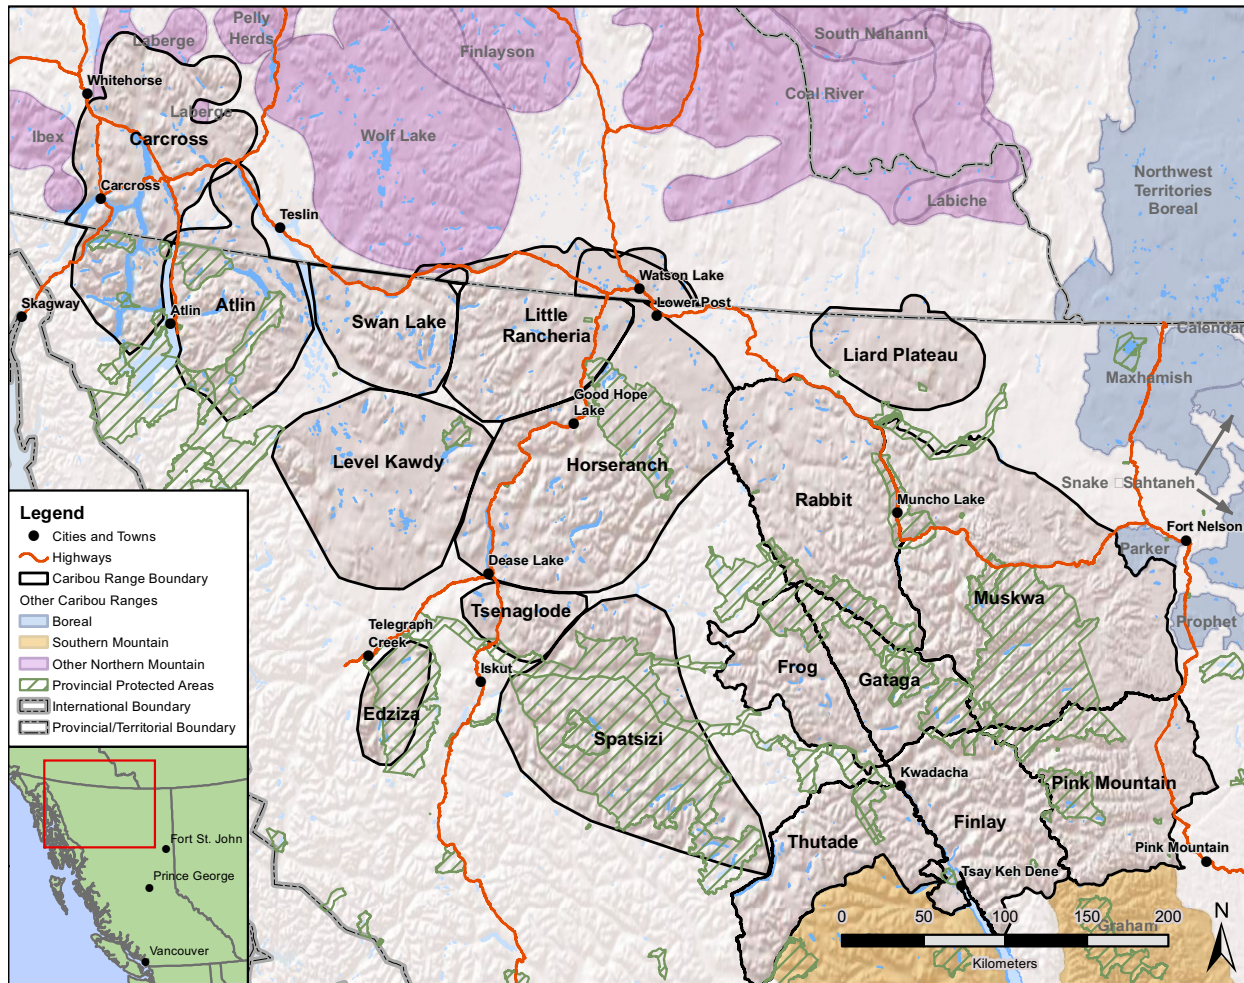 Laberge
Pelly
Herds
Finlayson
South Nahanni
Whitehorse
Coal River
Laberge
Ibex
Carcross
Wolf Lake
Carcross
Northwest
Territories
Boreal
Labiche
Teslin
Watson Lake
Skagway
Atlin
Atlin
Swan Lake
Little
Rancheria
Lower Post
Liard Plateau
Calendar
Maxhamish
Good Hope
Lake
Level Kawdy
Horseranch
Rabbit
Muncho Lake
Snake Sahtaneh
Fort Nelson
Parker
Dease Lake
Tsenaglode
Muskwa
Prophet
Telegraph
Creek
Iskut
Frog
Gataga
Edziza
Spatsizi
Kwadacha
Pink Mountain
Thutade
Finlay
Pink Mountain
Tsay Keh Dene
Graham
Legend
Cities and Towns
Highways
Caribou Range Boundary
Other Caribou Ranges
Boreal
Southern Mountain
Other Northern Mountain
Provincial Protected Areas
International Boundary
Provincial/Territorial Boundary
Fort St. John
Prince George
Vancouver
0 50 100 150 200
Kilometers
N